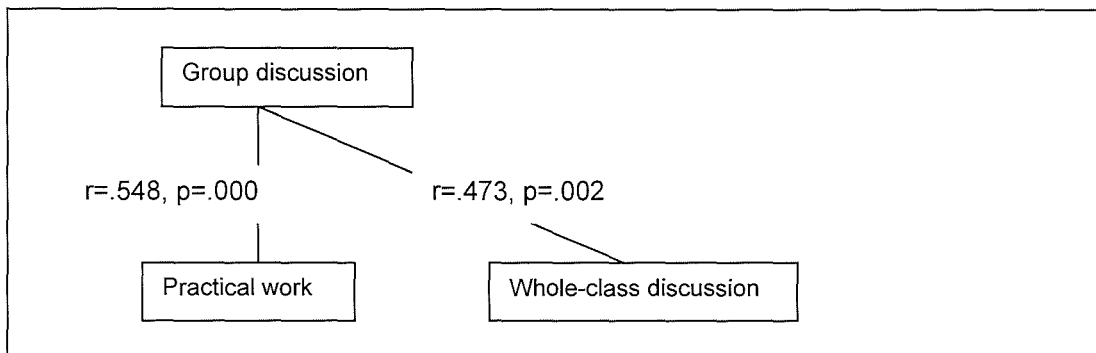 Group discussion
r=.548, p=.000
r=.473, p=.002
Practical work
Whole-class discussion